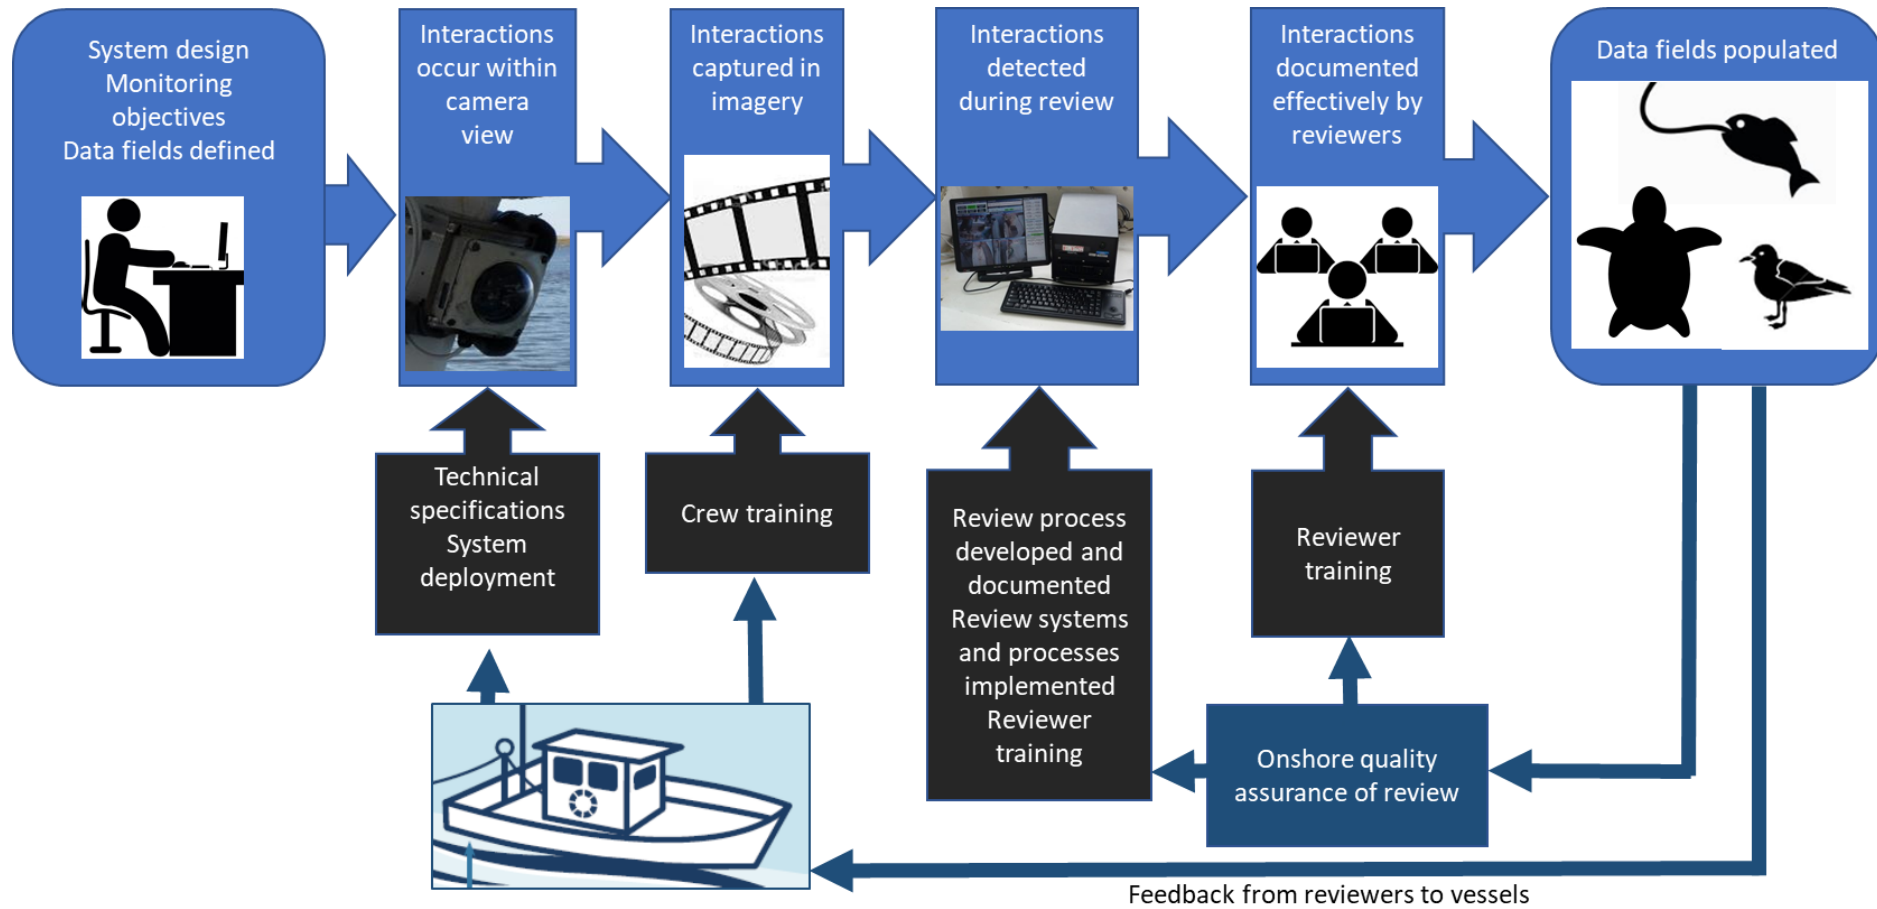 System design
Monitoring
objectives
Data fields defined
Interactions
occur within
camera
view
Interactions
captured in
imagery
Interactions
detected
during review
Interactions
documented
effectively by
reviewers
Data fields populated
Technical
specifications
System
deployment
Crew training
Review process
developed and
documented
Review systems
and processes
implemented
Reviewer
training
Reviewer
training
Onshore quality
assurance of review
Feedback from reviewers to vessels